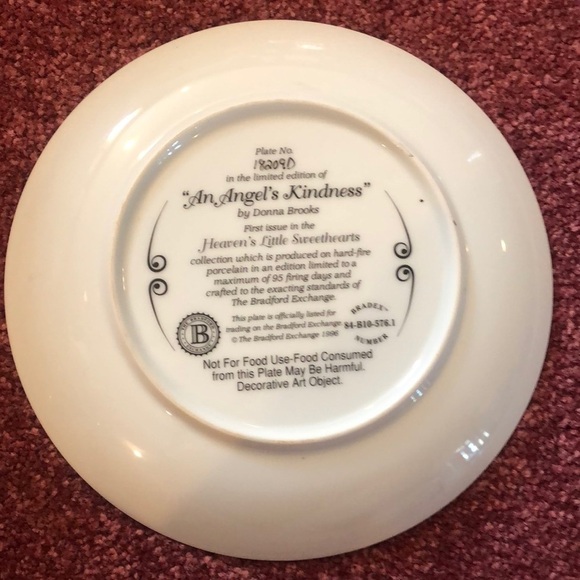 Plate No.
18209D
in the limited edition of
"An Angel's Kindness"
by Donna Brooks
First issue in the
Heaven's Little Sweethearts
collection which is produced on hard-fire
porcelain in an edition limited to a
maximum of 95 firing days and
crafted to the exacting standards of
The Bradford Exchange.
This plate is officially listed for
trading on the Bradford Exchange
© The Bradford Exchange 1996
BRADEX™
84-B10-576.1
NUMBER
B
Not For Food Use-Food Consumed
from this Plate May Be Harmful.
Decorative Art Object.